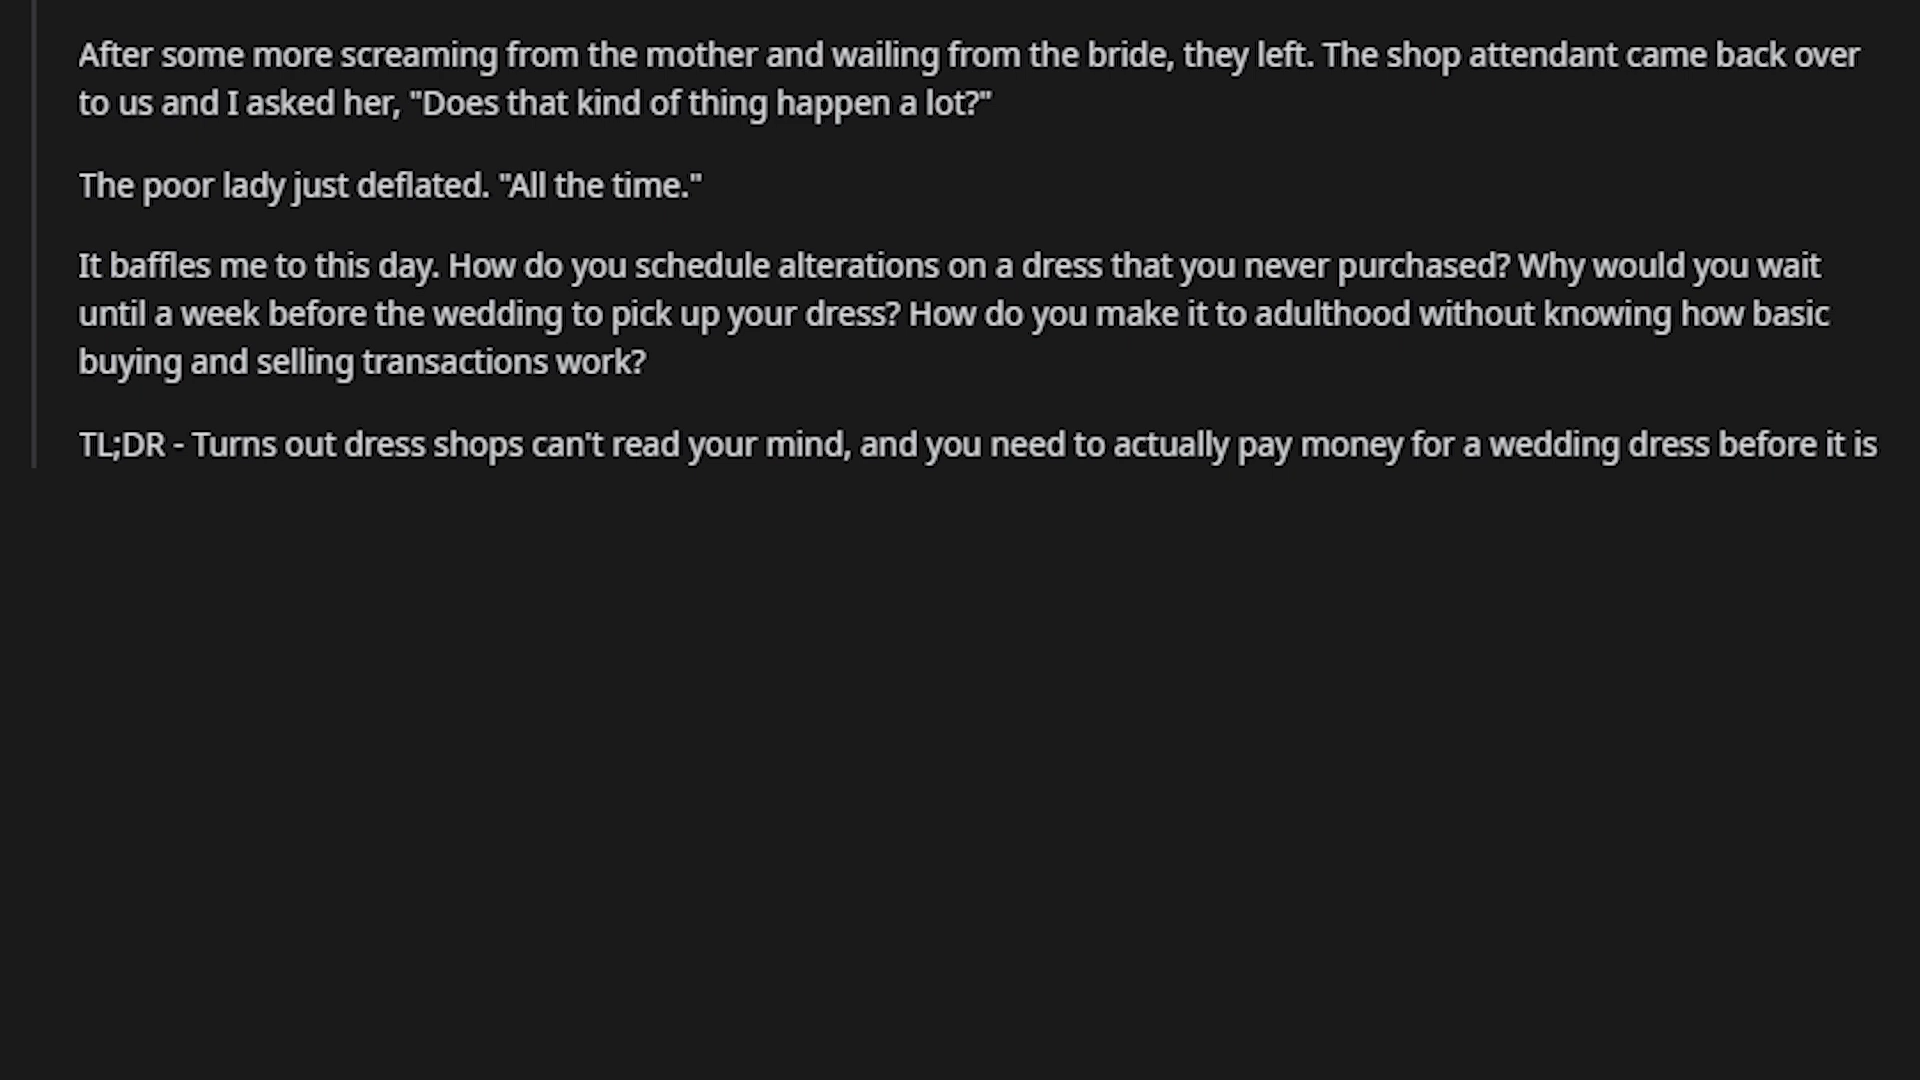 After some more screaming from the mother and wailing from the bride, they left. The shop attendant came back over
to us and I asked her, "Does that kind of thing happen a lot?"
The poor lady just deflated. "All the time."
It baffles me to this day. How do you schedule alterations on a dress that you never purchased? Why would you wait
until a week before the wedding to pick up your dress? How do you make it to adulthood without knowing how basic
buying and selling transactions work?
TL;DR - Turns out dress shops can't read your mind, and you need to actually pay money for a wedding dress before it is